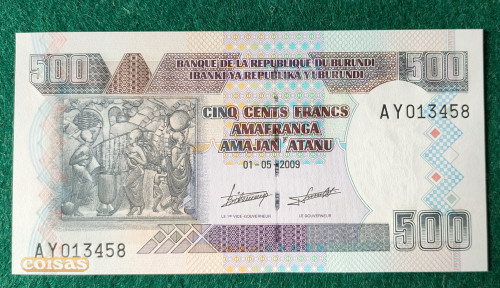 500
BANQUE DE LA REPUBLIQUE DU BURUNDI
IBANKI YA REPUBLIKA Y'UBURUNDI
500
CINQ CENTS FRANCS
AMAFRANGA
AMAJAN ATANU
01-05-2009
AY013458
LE 1ER VICE-GOUVERNEUR
LE GOUVERNEUR
AY013458
500
coisas